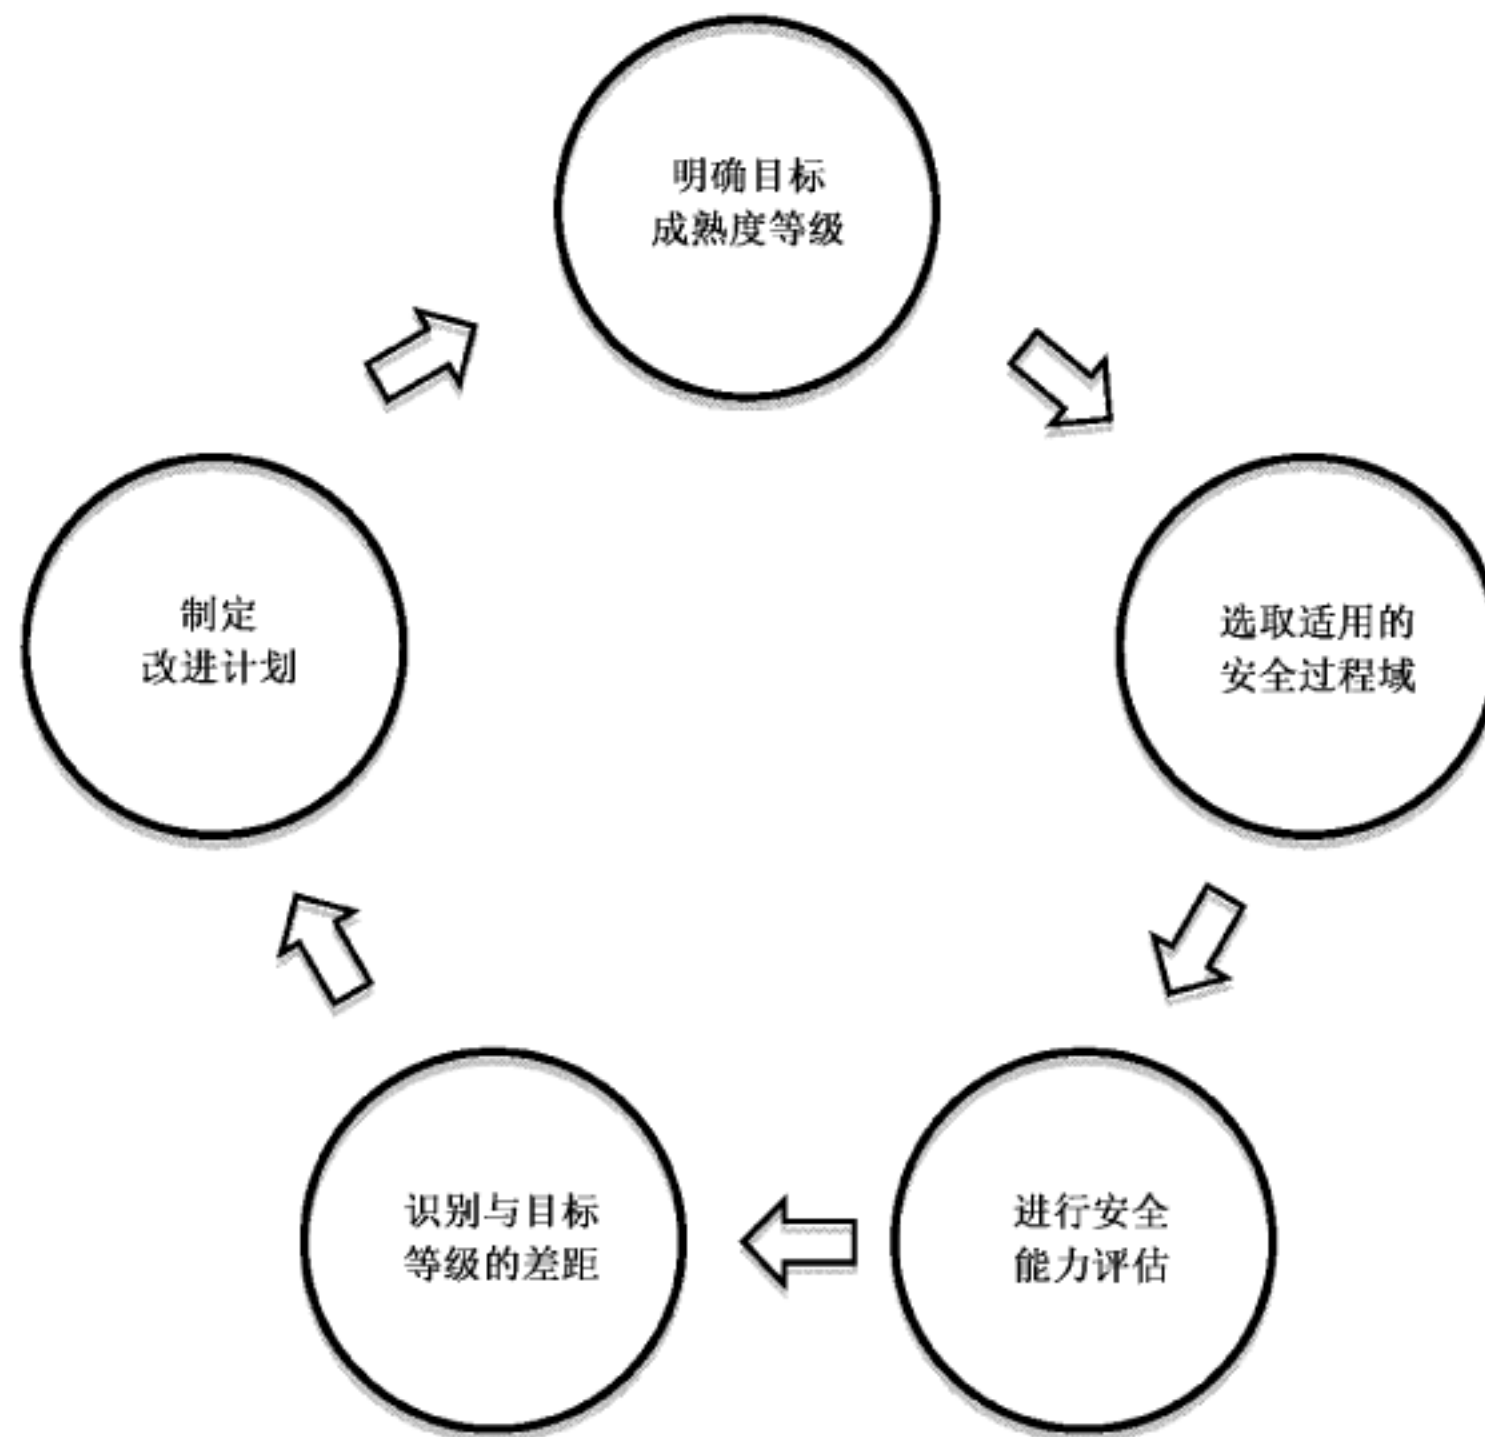 明确目标
成熟度等级
选取适用的
安全过程域
进行安全
能力评估
识别与目标
等级的差距
制定
改进计划